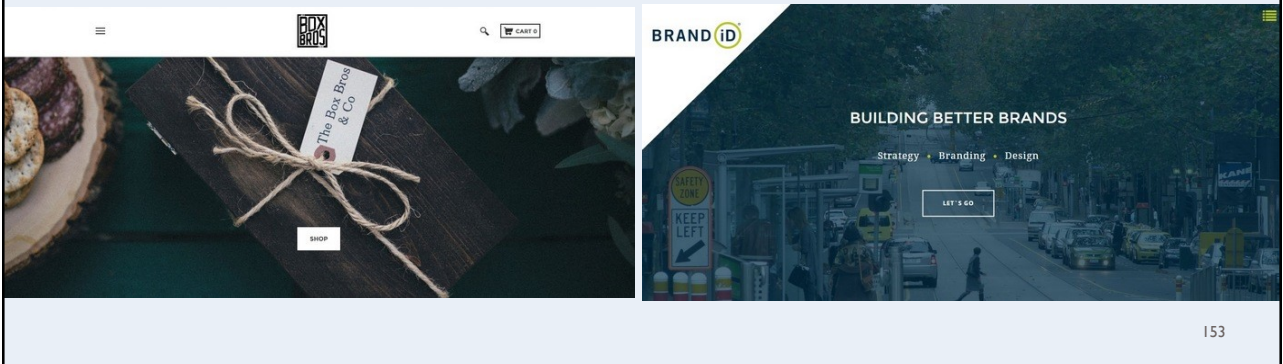 BOX
BROS
CART 0
The Box Bros
& Co
SHOP
BRAND iD
BUILDING BETTER BRANDS
Strategy • Branding • Design
LET'S GO
SAFETY
ZONE
KEEP
LEFT
KANE
153